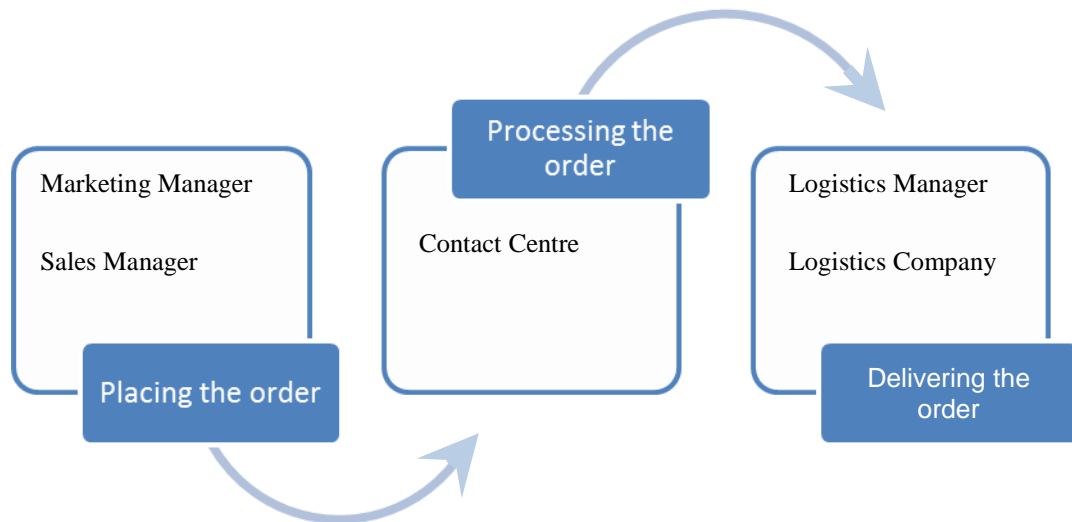 Marketing Manager
Sales Manager
Placing the order
Processing the
order
Contact Centre
Logistics Manager
Logistics Company
Delivering the
order